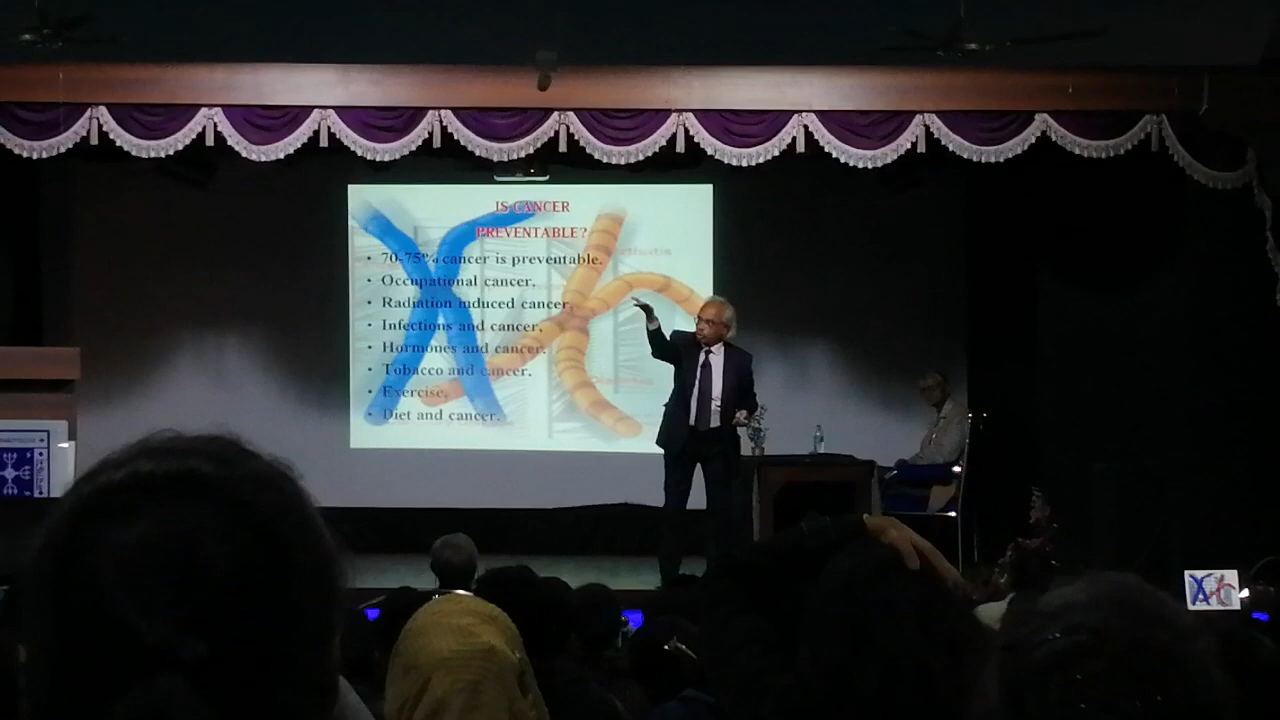 IS CANCER
PREVENTABLE?
• 70-75% cancer is preventable.
• Occupational cancer.
• Radiation induced cancer.
• Infections and cancer.
• Hormones and cancer.
• Tobacco and cancer.
• Exercise.
• Diet and cancer.